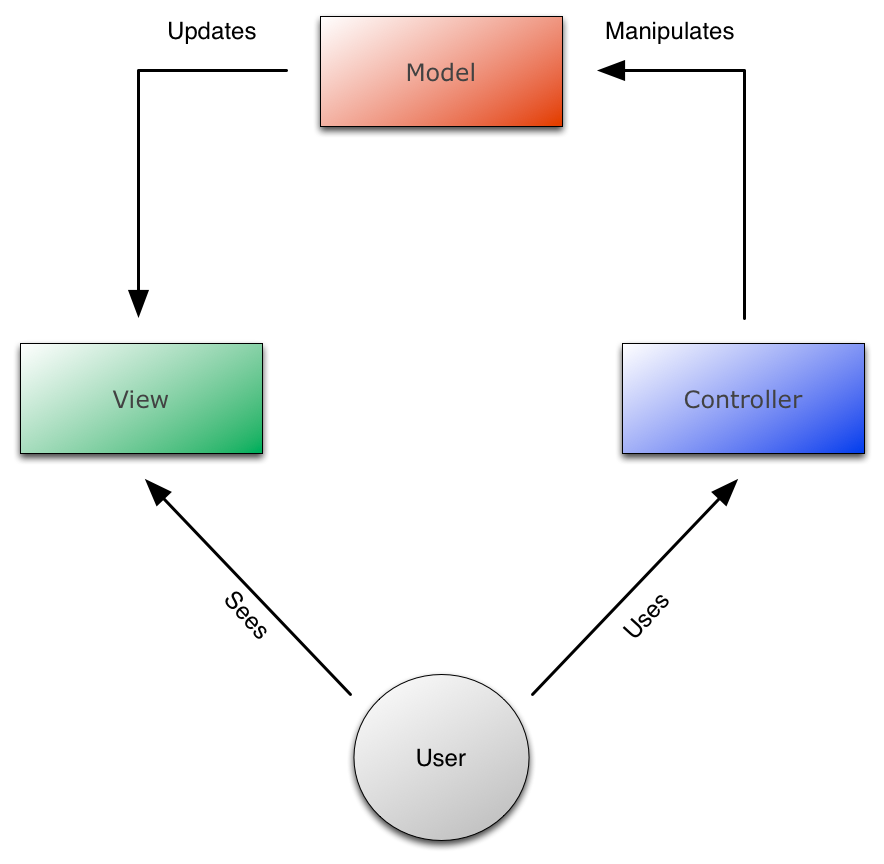 Updates
Model
Manipulates
View
Controller
Sees
Uses
User